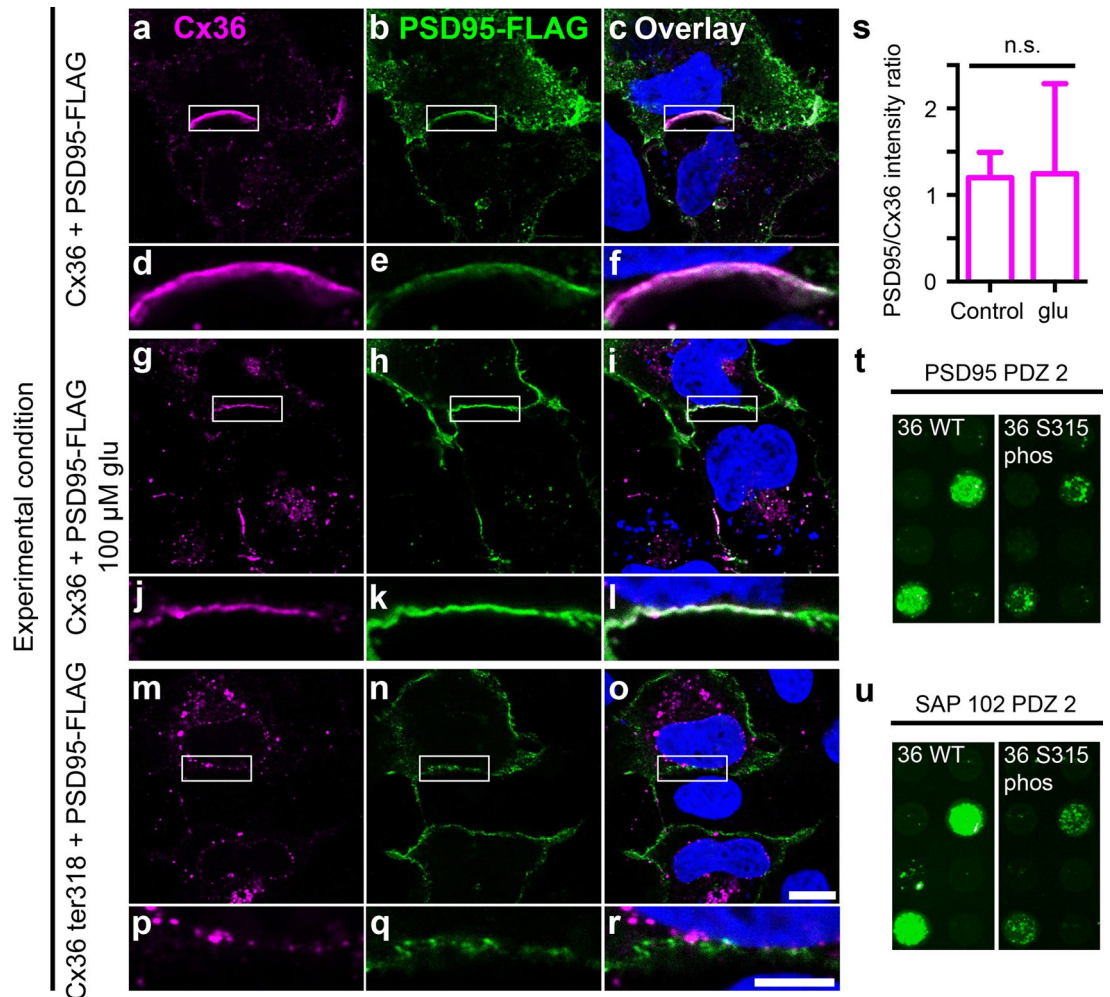 Experimental condition
Cx36 + PSD95-FLAG
Cx36 + PSD95-FLAG
100 μM glu
Cx36 ter318 + PSD95-FLAG
a Cx36
b PSD95-FLAG
c Overlay
d
e
f
g
h
i
j
k
l
m
n
o
p
q
r
s
n.s.
PSD95/Cx36 intensity ratio
2
1
0
Control glu
t
PSD95 PDZ 2
36 WT
36 S315
phos
u
SAP 102 PDZ 2
36 WT
36 S315
phos